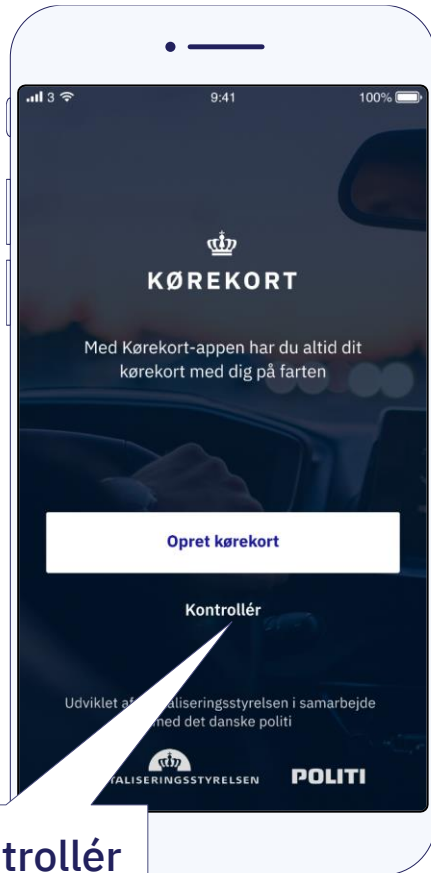 3 9:41 100%
KØREKORT
Med Kørekort-appen har du altid dit
kørekort med dig på farten
Opret kørekort
Kontrollér
Udviklet af aliseringsstyrelsen i samarbejde
med det danske politi
TALISERINGSSTYRELSEN POLITI
trollér